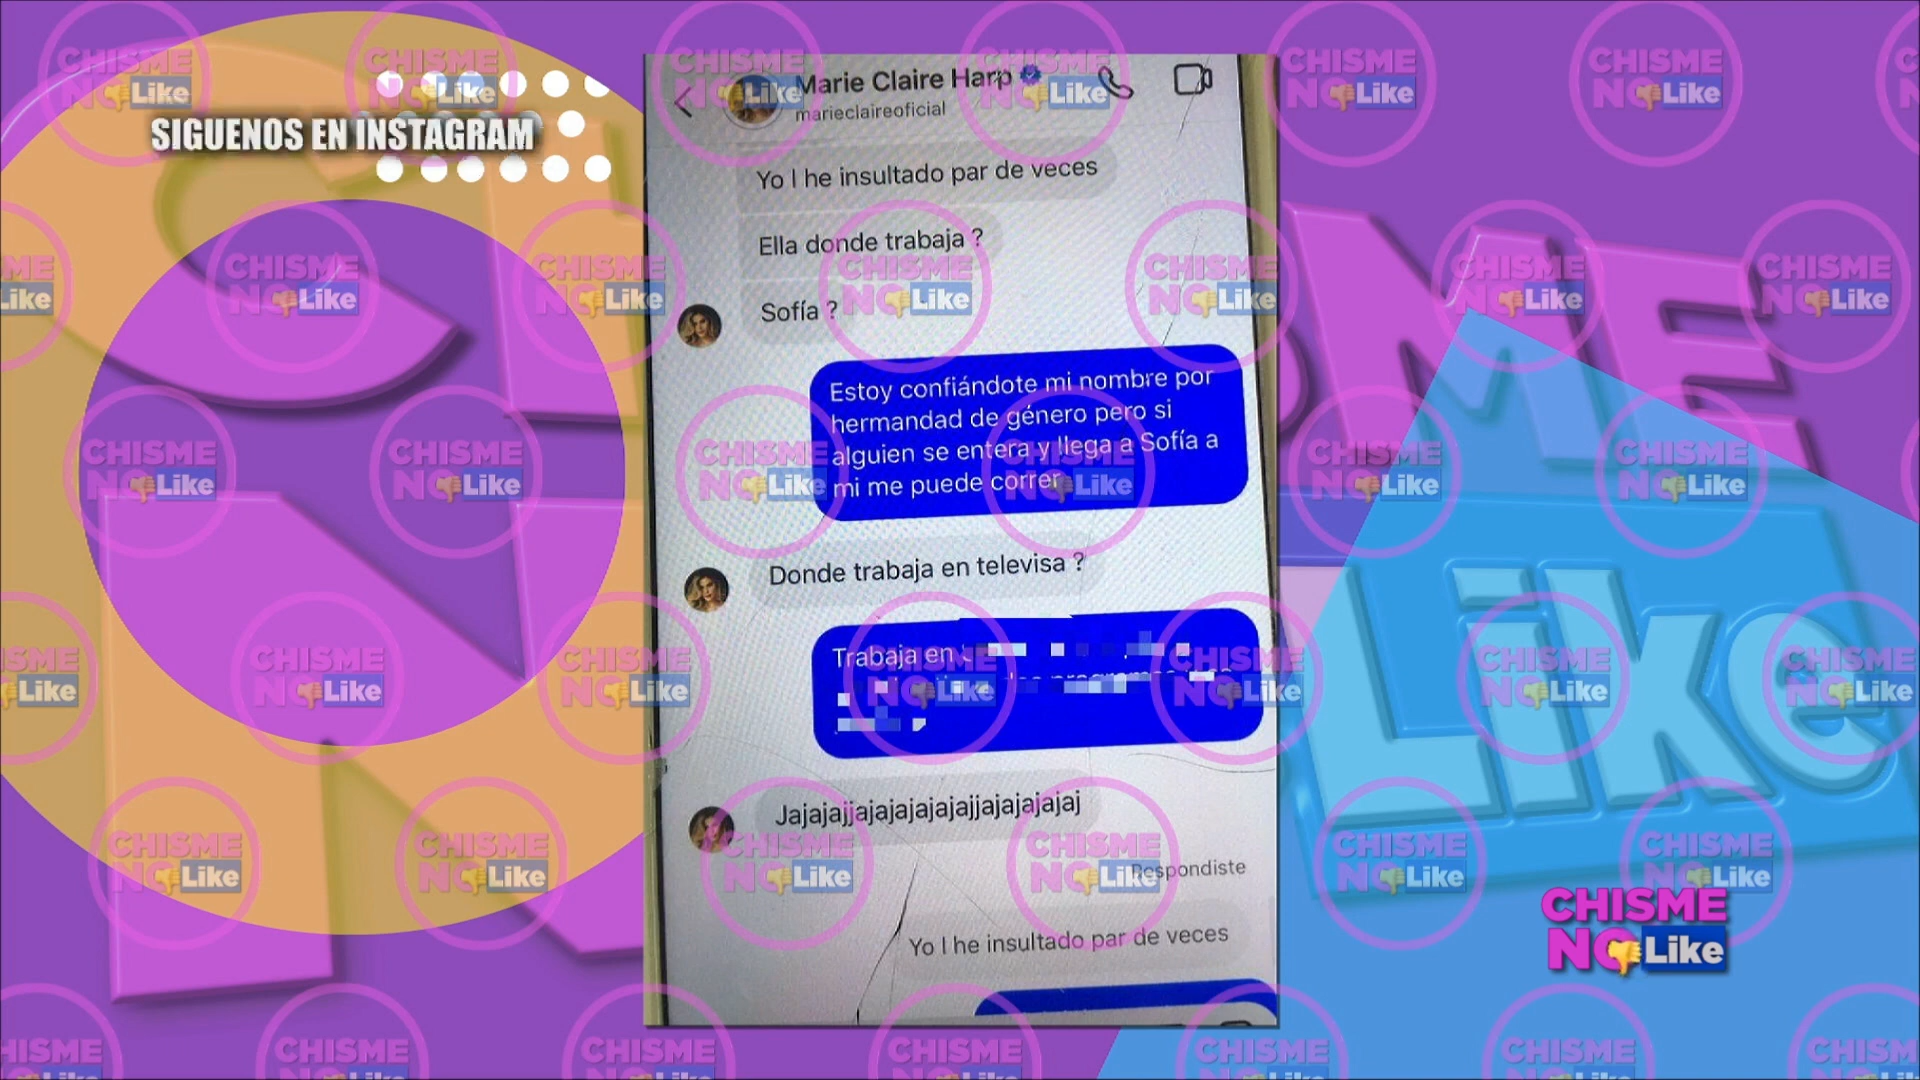 SIGUENOS EN INSTAGRAM
Marie Claire Harp
marieclaireoficial
Yo l he insultado par de veces
Ella donde trabaja ?
Sofía ?
Estoy confiándote mi nombre por
hermandad de género pero si
alguien se entera y llega a Sofía a
mi me puede correr
Donde trabaja en televisa ?
Trabaja en
Jajajajjajajajajajajjajajajajaj
Respondiste
Yo l he insultado par de veces
CHISME
NO Like